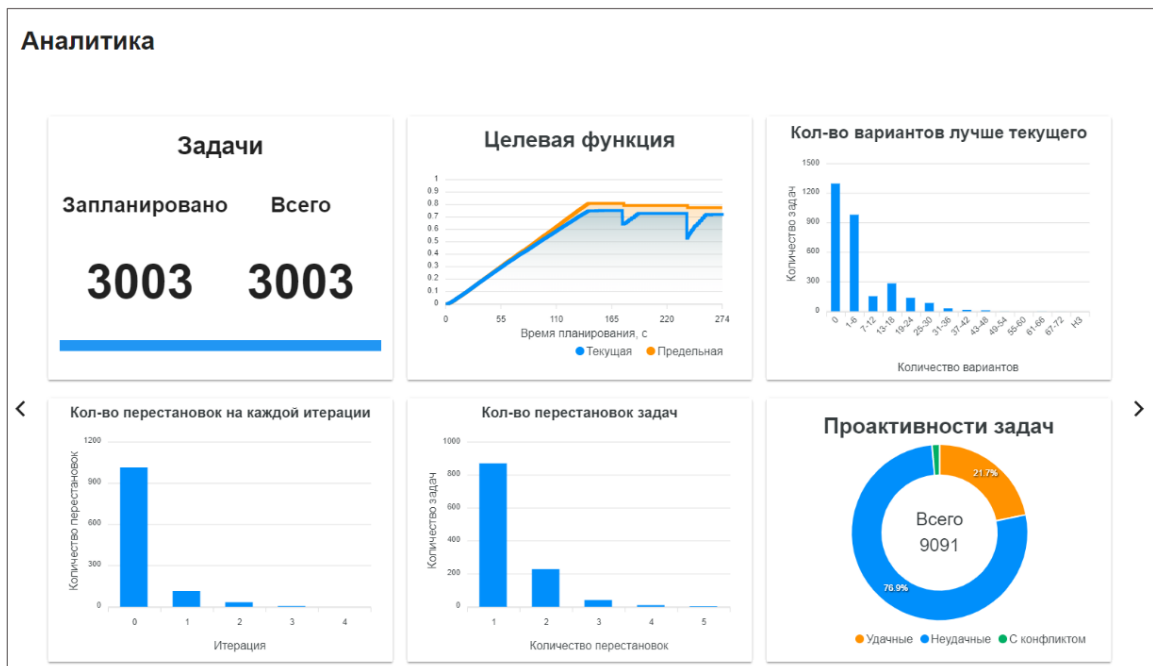 Аналитика
Задачи
Запланировано Всего
3003 3003
Целевая функция
1
0.9
0.8
0.7
0.6
0.5
0.4
0.3
0.2
0.1
0
0 55 110 165 220 274
Время планирования, с
Текущая Предельная
Кол-во вариантов лучше текущего
Количество задач
1500
1200
900
600
300
0
0 1-6 7-12 13-18 19-24 25-30 31-36 37-42 43-48 49-54 55-60 61-66 67-72 НЗ
Количество вариантов
Кол-во перестановок на каждой итерации
Количество перестановок
1200
900
600
300
0
0 1 2 3 4
Итерация
Кол-во перестановок задач
Количество задач
1000
800
600
400
200
0
1 2 3 4 5
Количество перестановок
Проактивности задач
21.7%
Всего
9091
76.9%
Удачные Неудачные С конфликтом